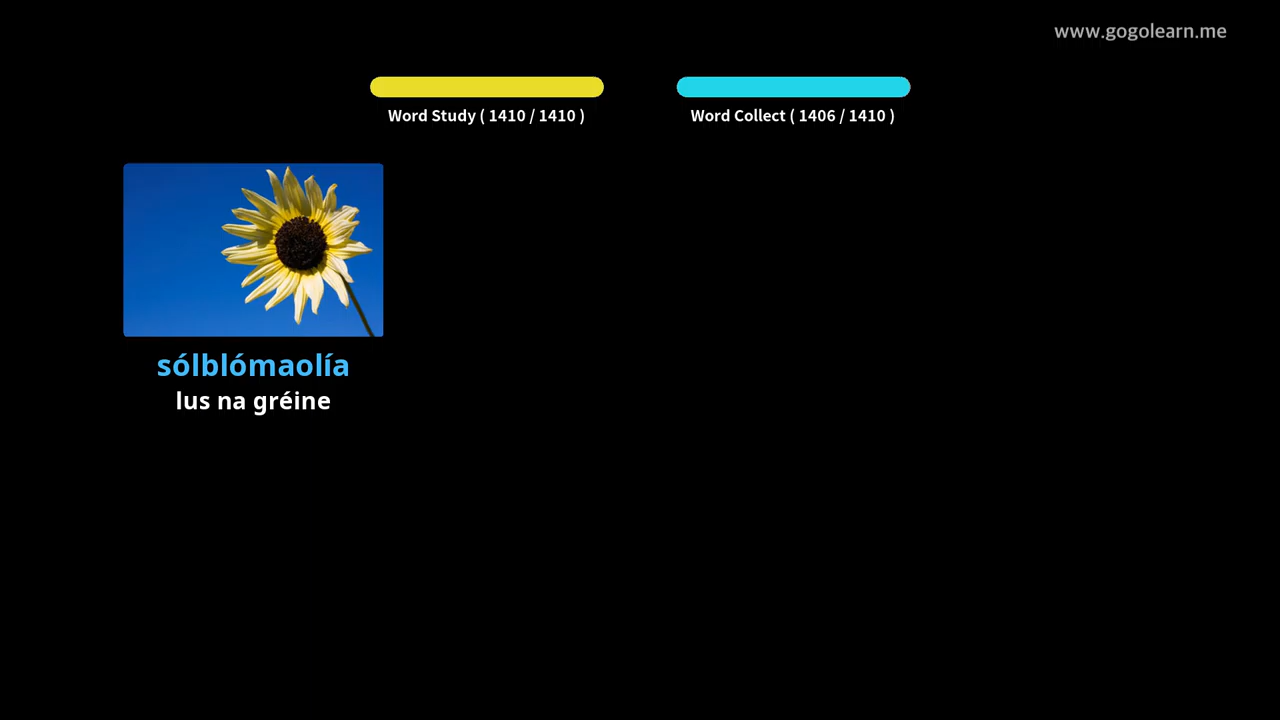 www.gogolearn.me
Word Study ( 1410 / 1410 )
Word Collect ( 1406 / 1410 )
sólblómaolía
lus na gréine